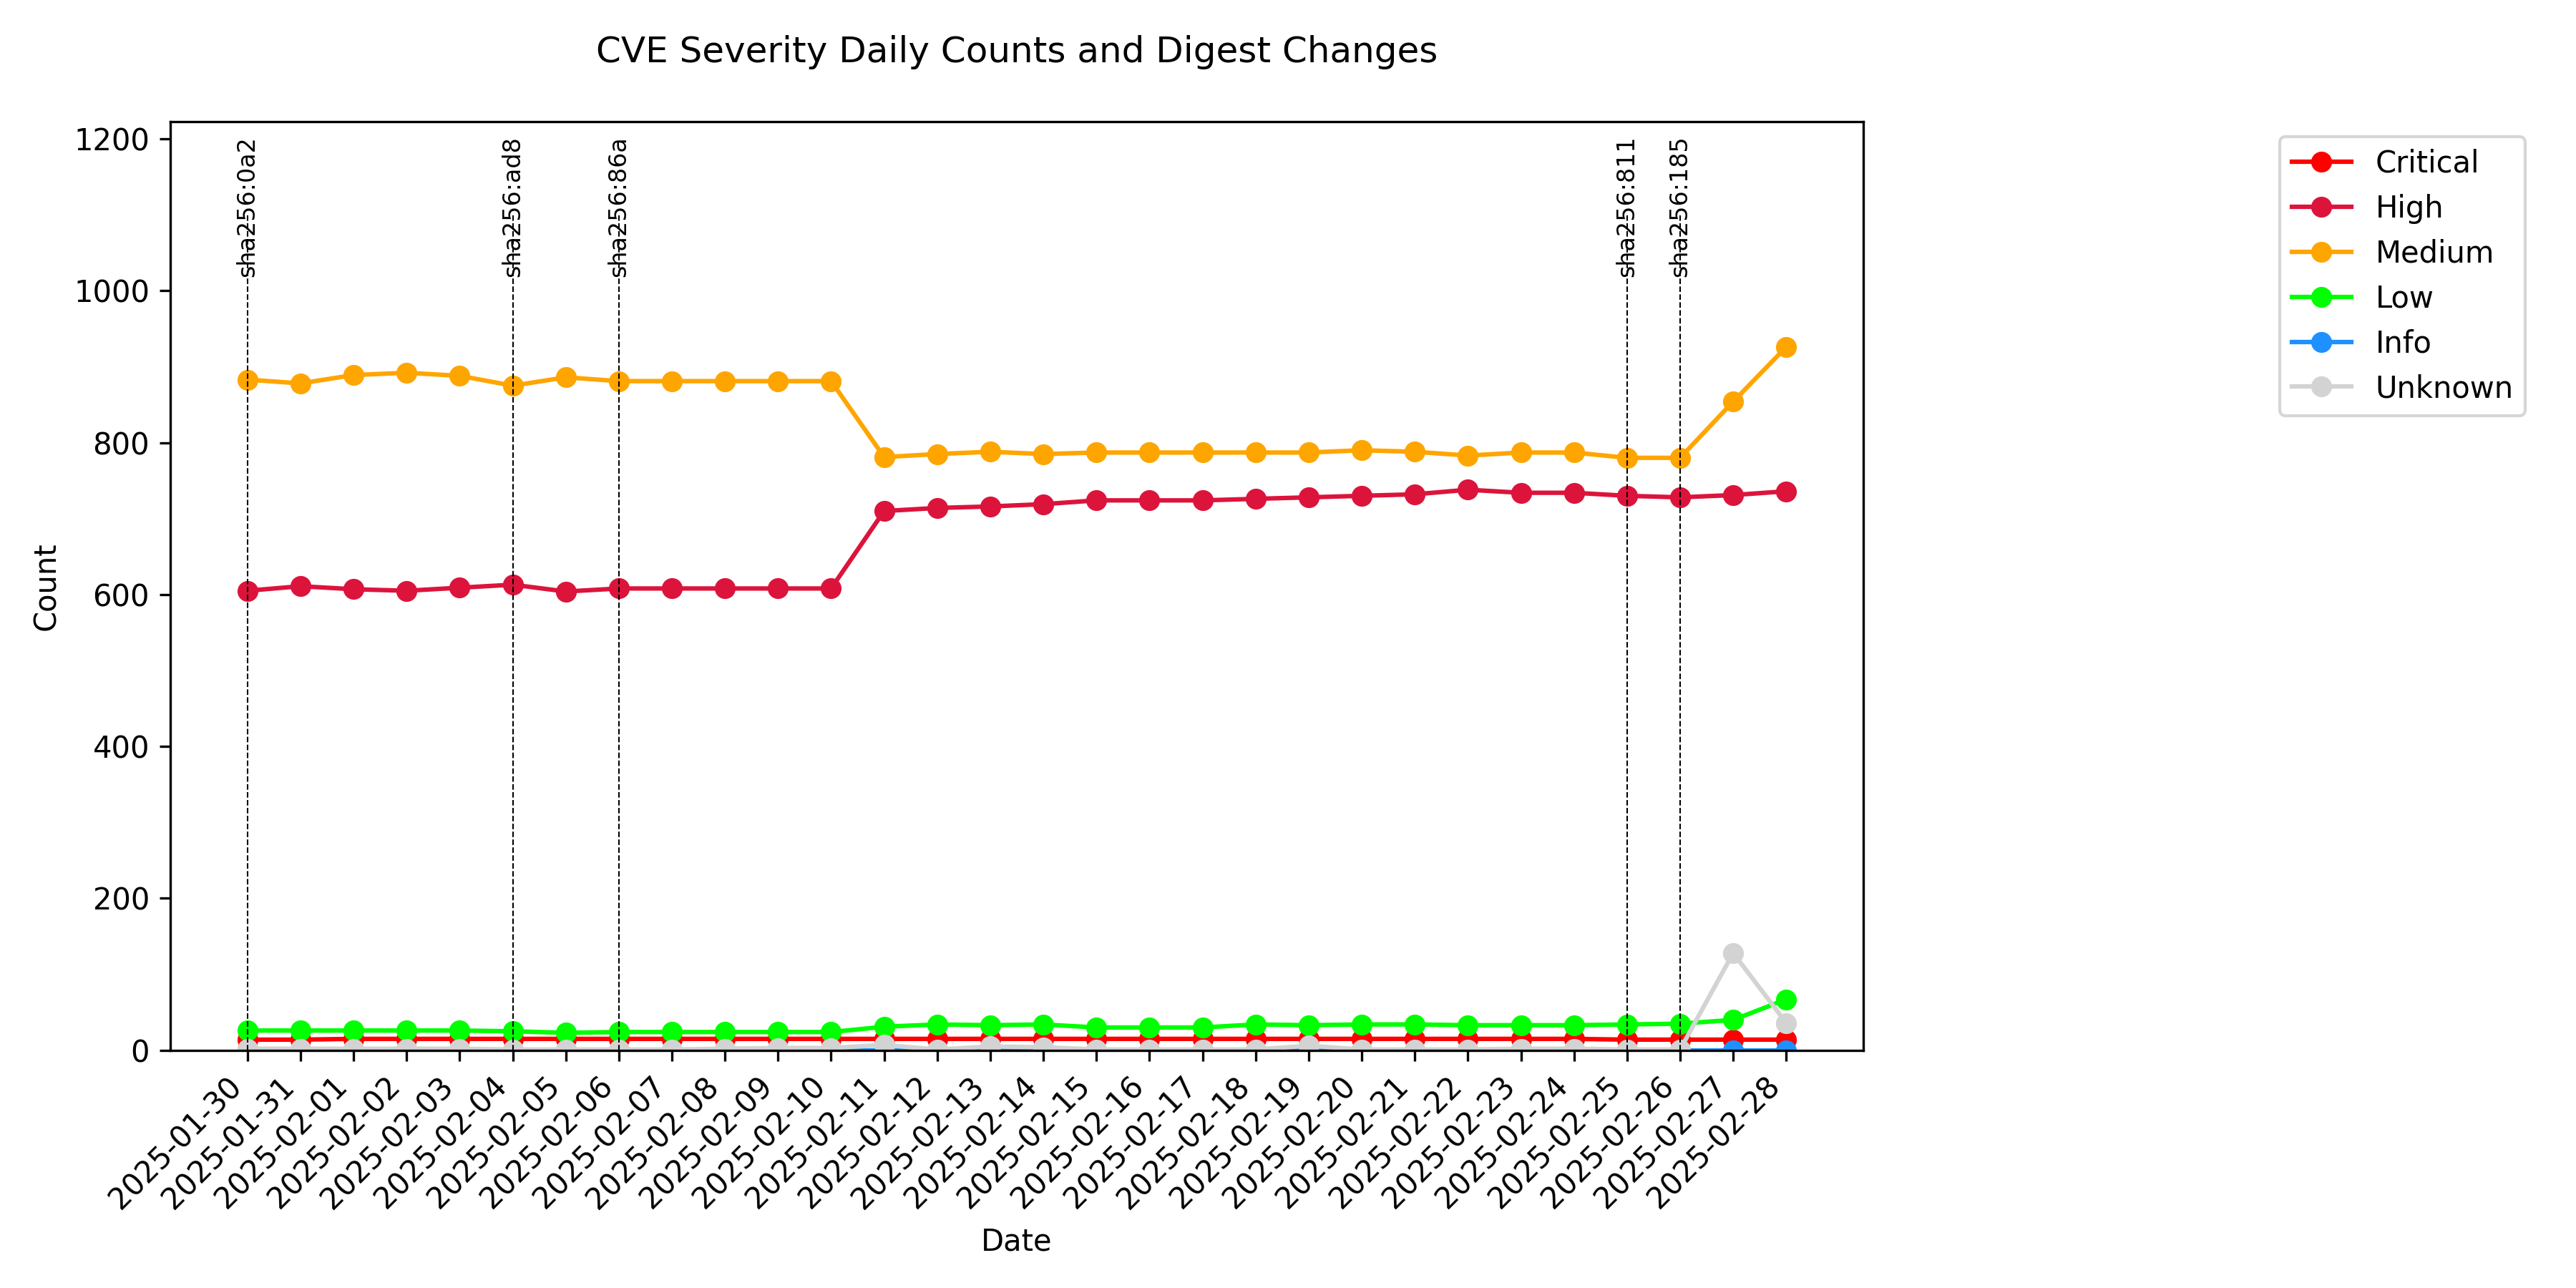 CVE Severity Daily Counts and Digest Changes
1200
1000
800
600
400
200
0
Count
sha256:0a2
sha256:ad8
sha256:86a
sha256:811
sha256:185
Critical
High
Medium
Low
Info
Unknown
2025-01-30
2025-01-31
2025-02-01
2025-02-02
2025-02-03
2025-02-04
2025-02-05
2025-02-06
2025-02-07
2025-02-08
2025-02-09
2025-02-10
2025-02-11
2025-02-12
2025-02-13
2025-02-14
2025-02-15
2025-02-16
2025-02-17
2025-02-18
2025-02-19
2025-02-20
2025-02-21
2025-02-22
2025-02-23
2025-02-24
2025-02-25
2025-02-26
2025-02-27
2025-02-28
Date